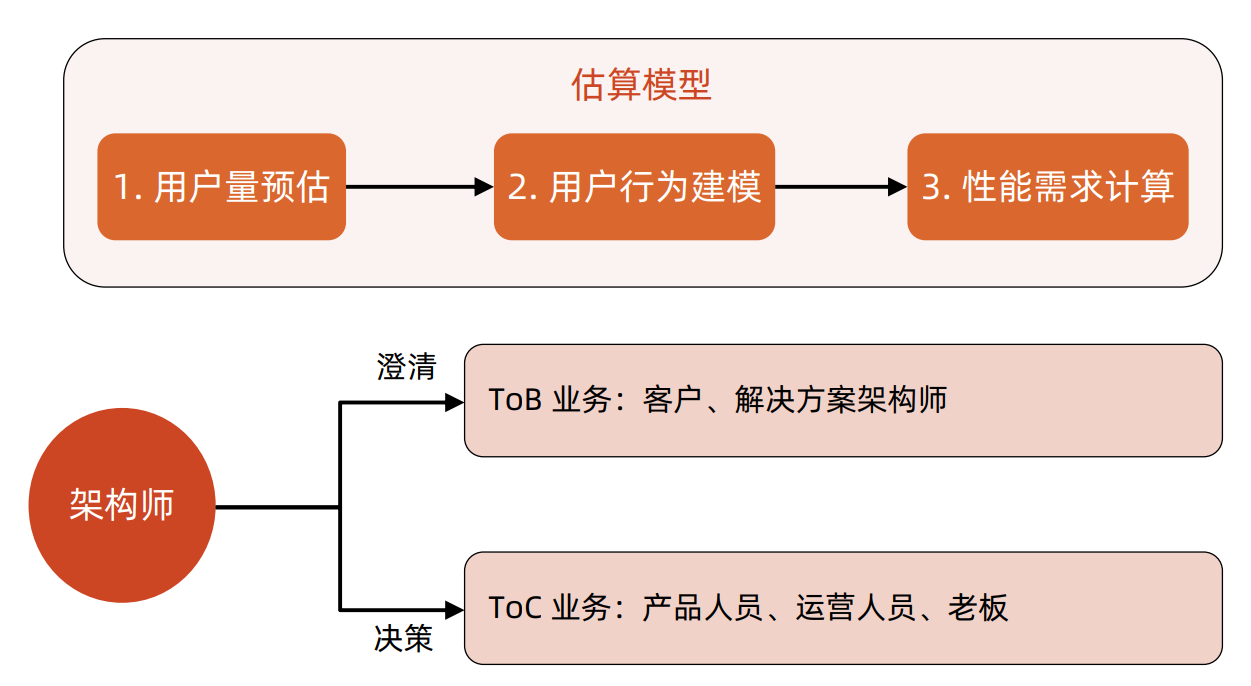 估算模型
1. 用户量预估
2. 用户行为建模
3. 性能需求计算
架构师
澄清
ToB 业务：客户、解决方案架构师
决策
ToC 业务：产品人员、运营人员、老板